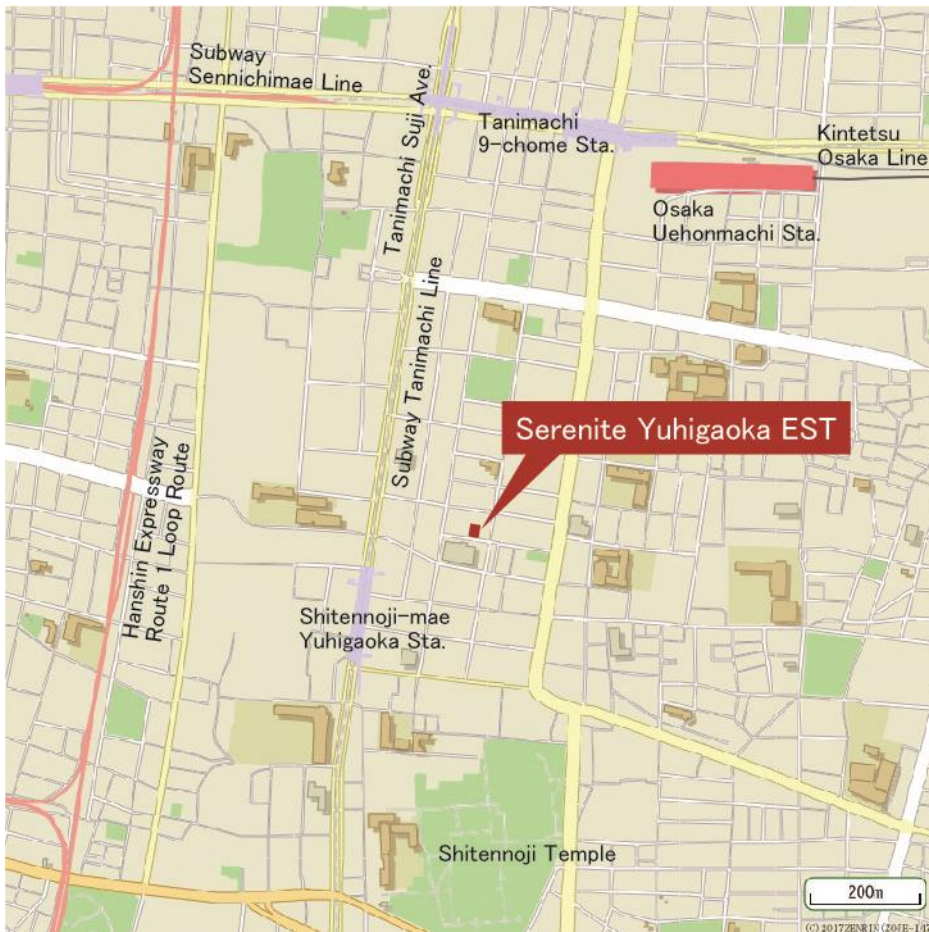 Subway
Sennichimae Line
Tanimachi Suji Ave.
Tanimachi
9-chome Sta.
Kintetsu
Osaka Line
Osaka
Uehonmachi Sta.
Subway Tanimachi Line
Serenite Yuhigaoka EST
Hanshin Expressway
Route 1 Loop Route
Shitennoji-mae
Yuhigaoka Sta.
Shitennoji Temple
200m
(C) 2017ZENRIN